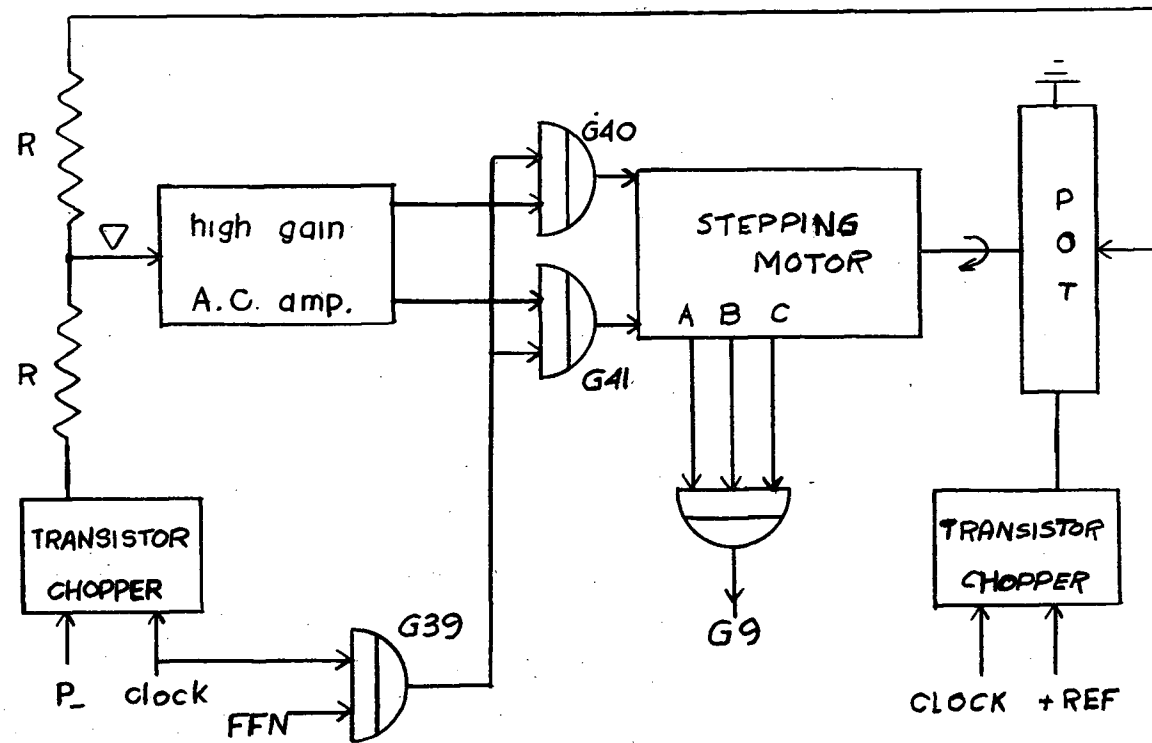 R
R
▽
high gain
A.C. amp.
G40
G41
STEPPING
MOTOR
A B C
P
O
T
TRANSISTOR
CHOPPER
P_
clock
FFN
G39
G9
TRANSISTOR
CHOPPER
CLOCK
+REF